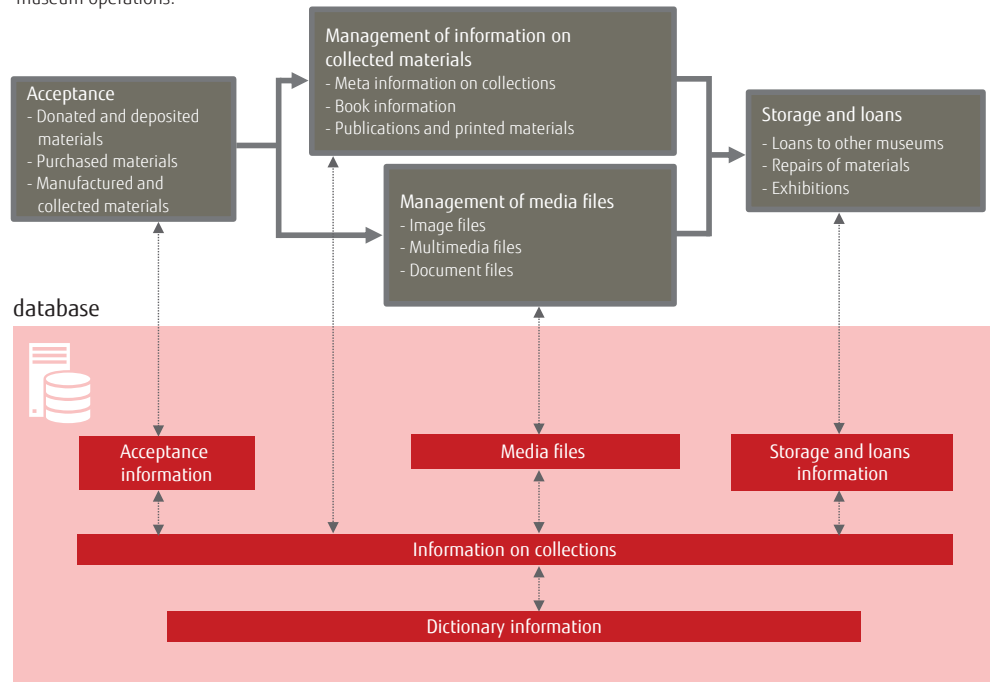 museum operations.
Management of information on
collected materials
- Meta information on collections
- Book information
- Publications and printed materials
Acceptance
- Donated and deposited
materials
- Purchased materials
- Manufactured and
collected materials
Storage and loans
- Loans to other museums
- Repairs of materials
- Exhibitions
Management of media files
- Image files
- Multimedia files
- Document files
database
Acceptance
information
Media files
Storage and loans
information
Information on collections
Dictionary information